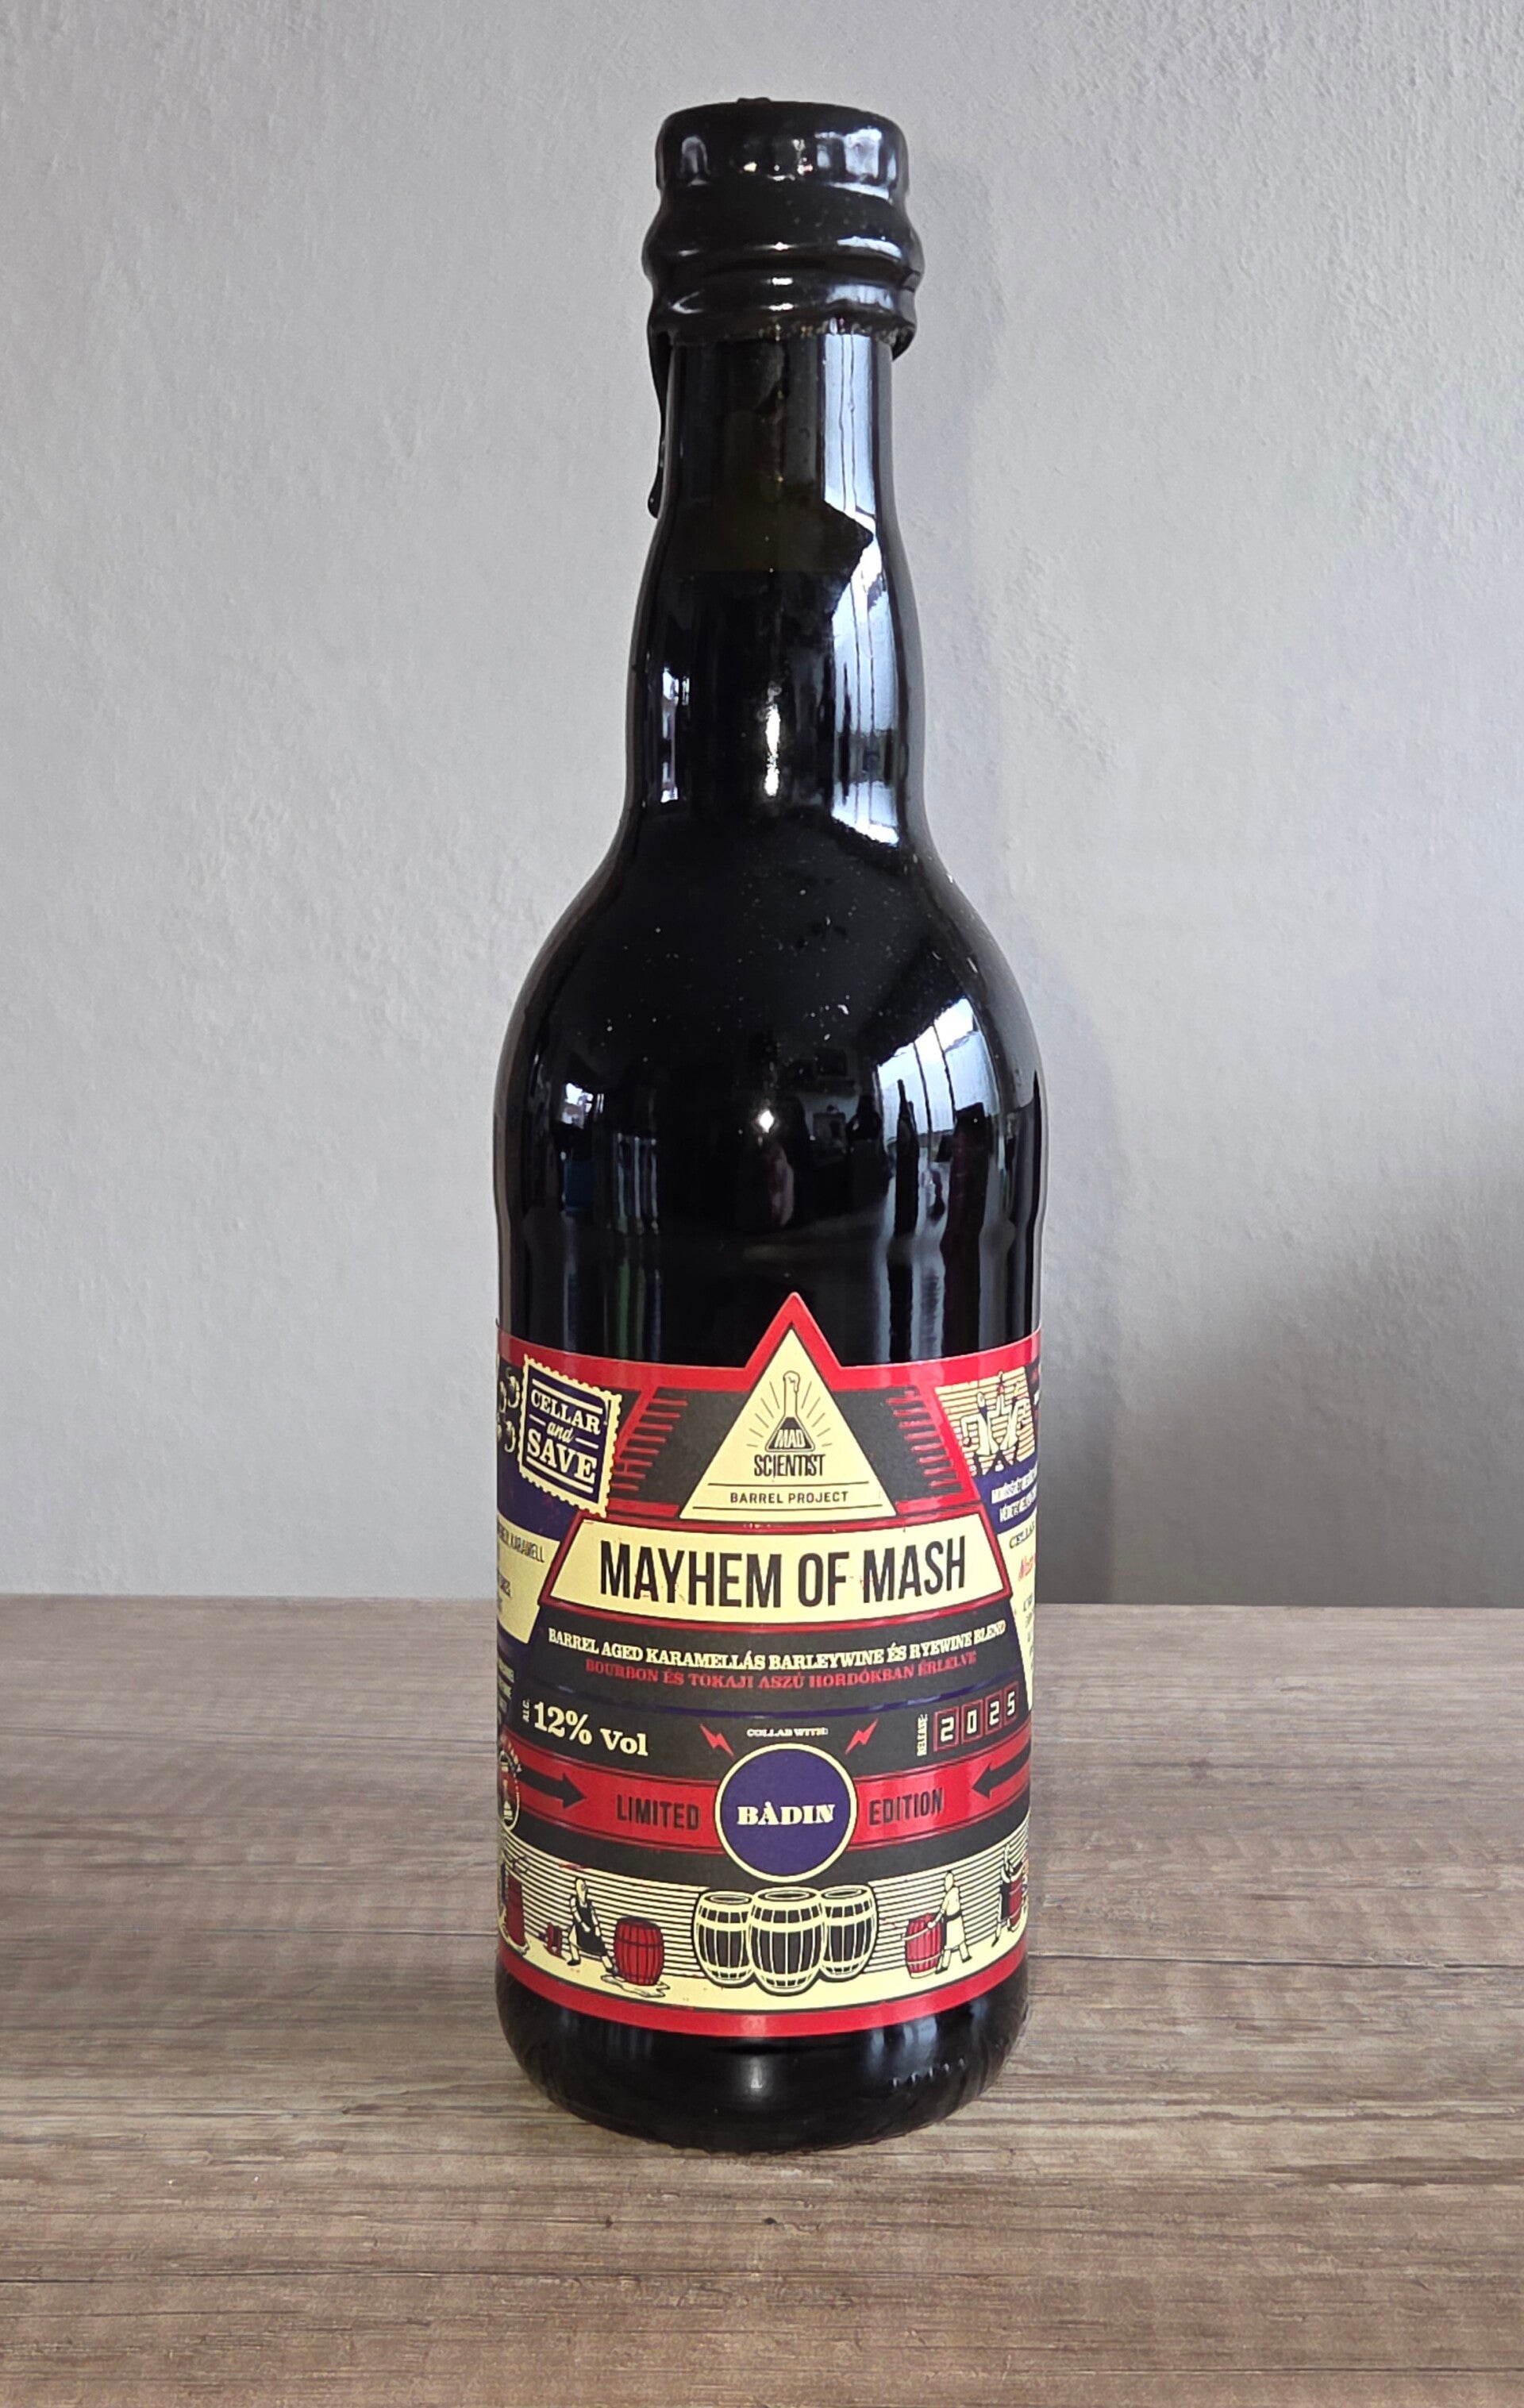 CELLAR
and
SAVE
MAD
SCIENTIST
BARREL PROJECT
KARAMELL
MAYHEM OF MASH
BARREL AGED KARAMELLÁS BARLEYWINE ÉS RYEWINE BLEND
BOURBON ÉS TOKAJI ASZÚ HORDÓKBAN ÉRLELVE
ALC. 12% Vol
COLLAB WITH:
RELEASE: 2025
LIMITED BÀDIN EDITION